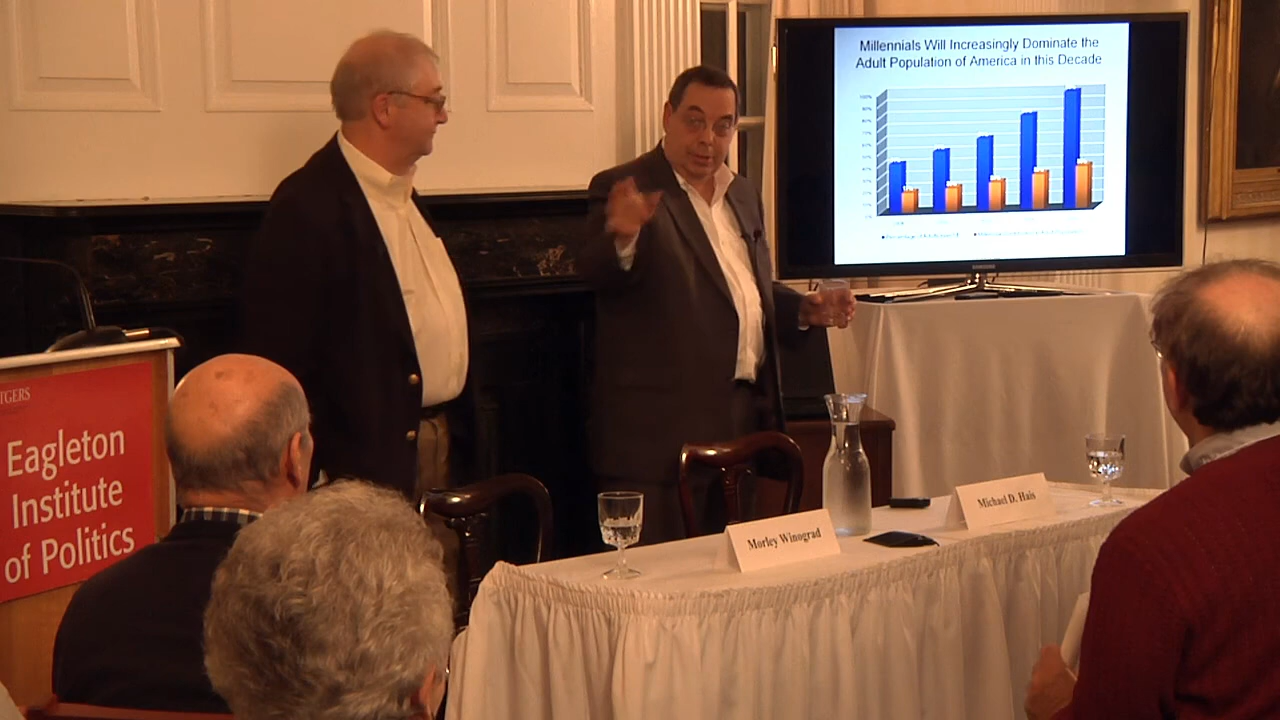 Millennials Will Increasingly Dominate the
Adult Population of America in this Decade
TGERS
Eagleton
Institute
of Politics
Morley Winograd
Michael D. Hais